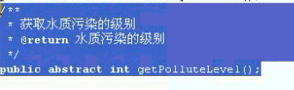 /**
* 获取水质污染的级别
* @return 水质污染的级别
*/
public abstract int getPolluteLevel();